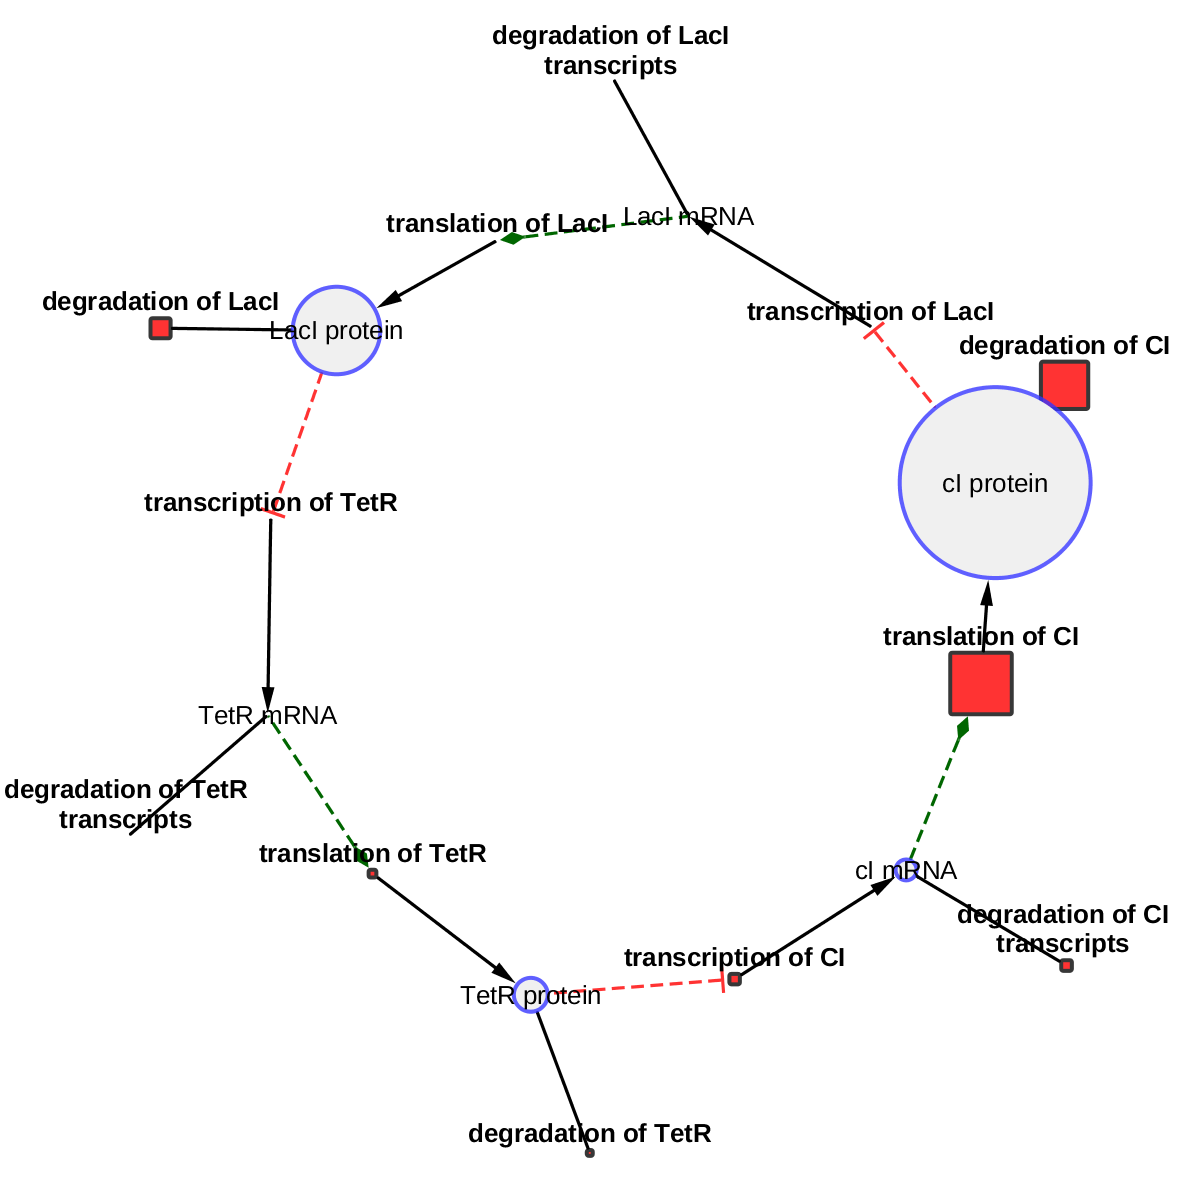 degradation of LacI
transcripts
translation of LacI
LacI mRNA
degradation of LacI
LacI protein
transcription of LacI
degradation of CI
cI protein
transcription of TetR
translation of CI
TetR mRNA
degradation of TetR
transcripts
translation of TetR
cI mRNA
degradation of CI
transcripts
transcription of CI
TetR protein
degradation of TetR